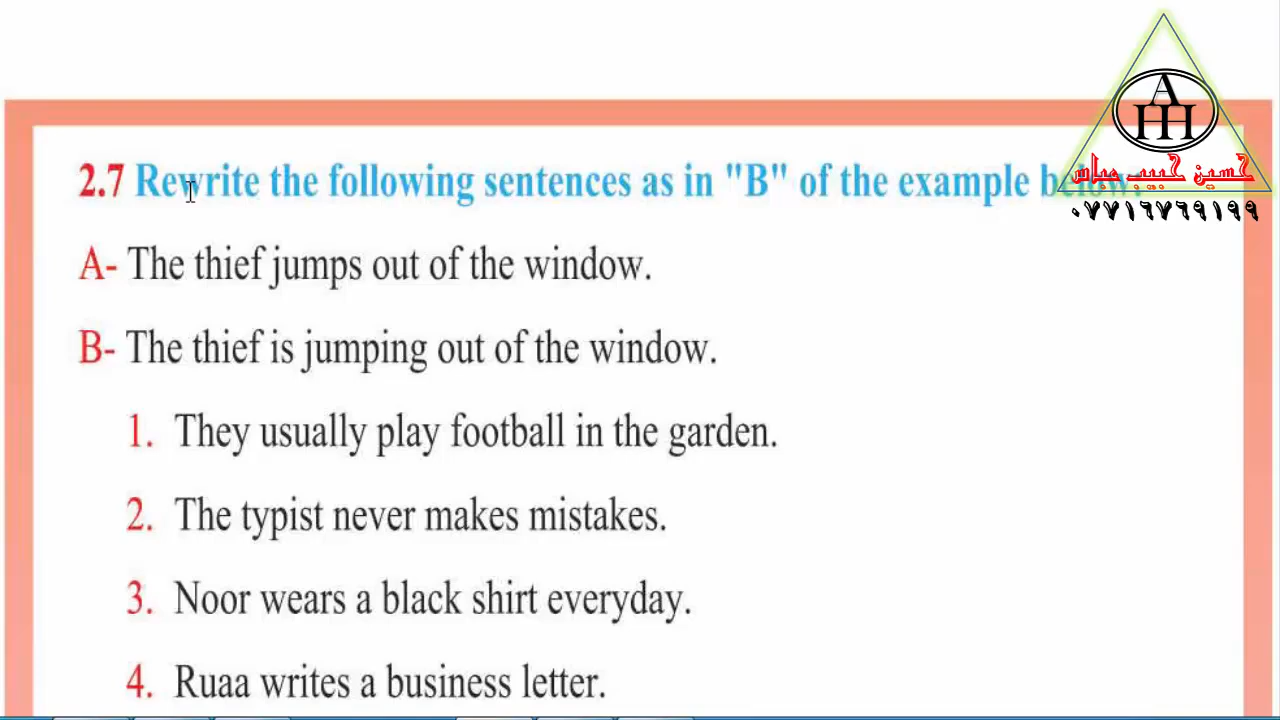 AHH
حسين حبيب عباس
٠٧٧١٦٧٦٩١٩٩
2.7 Rewrite the following sentences as in "B" of the example below:
A- The thief jumps out of the window.
B- The thief is jumping out of the window.
1. They usually play football in the garden.
2. The typist never makes mistakes.
3. Noor wears a black shirt everyday.
4. Ruaa writes a business letter.